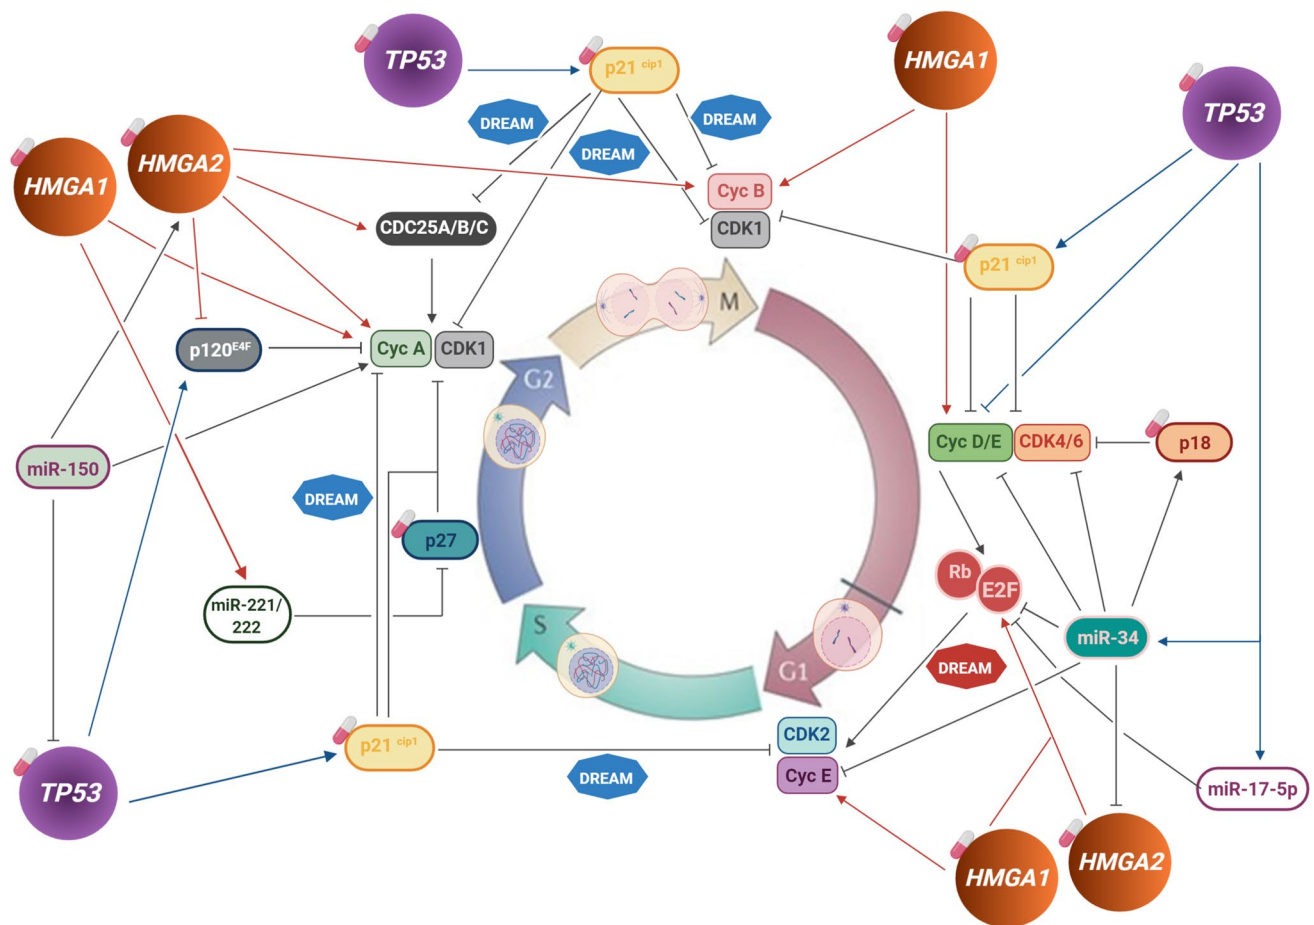 TP53
p21 cip1
HMGA1
DREAM
DREAM
DREAM
TP53
HMGA2
HMGA1
Cyc B
CDK1
CDC25A/B/C
p21 cip1
M
p120E4F
Cyc A
CDK1
G2
Cyc D/E
CDK4/6
p18
miR-150
DREAM
p27
Rb
E2F
miR-221/
222
S
miR-34
G1
DREAM
CDK2
p21 cip1
DREAM
Cyc E
miR-17-5p
TP53
HMGA1
HMGA2